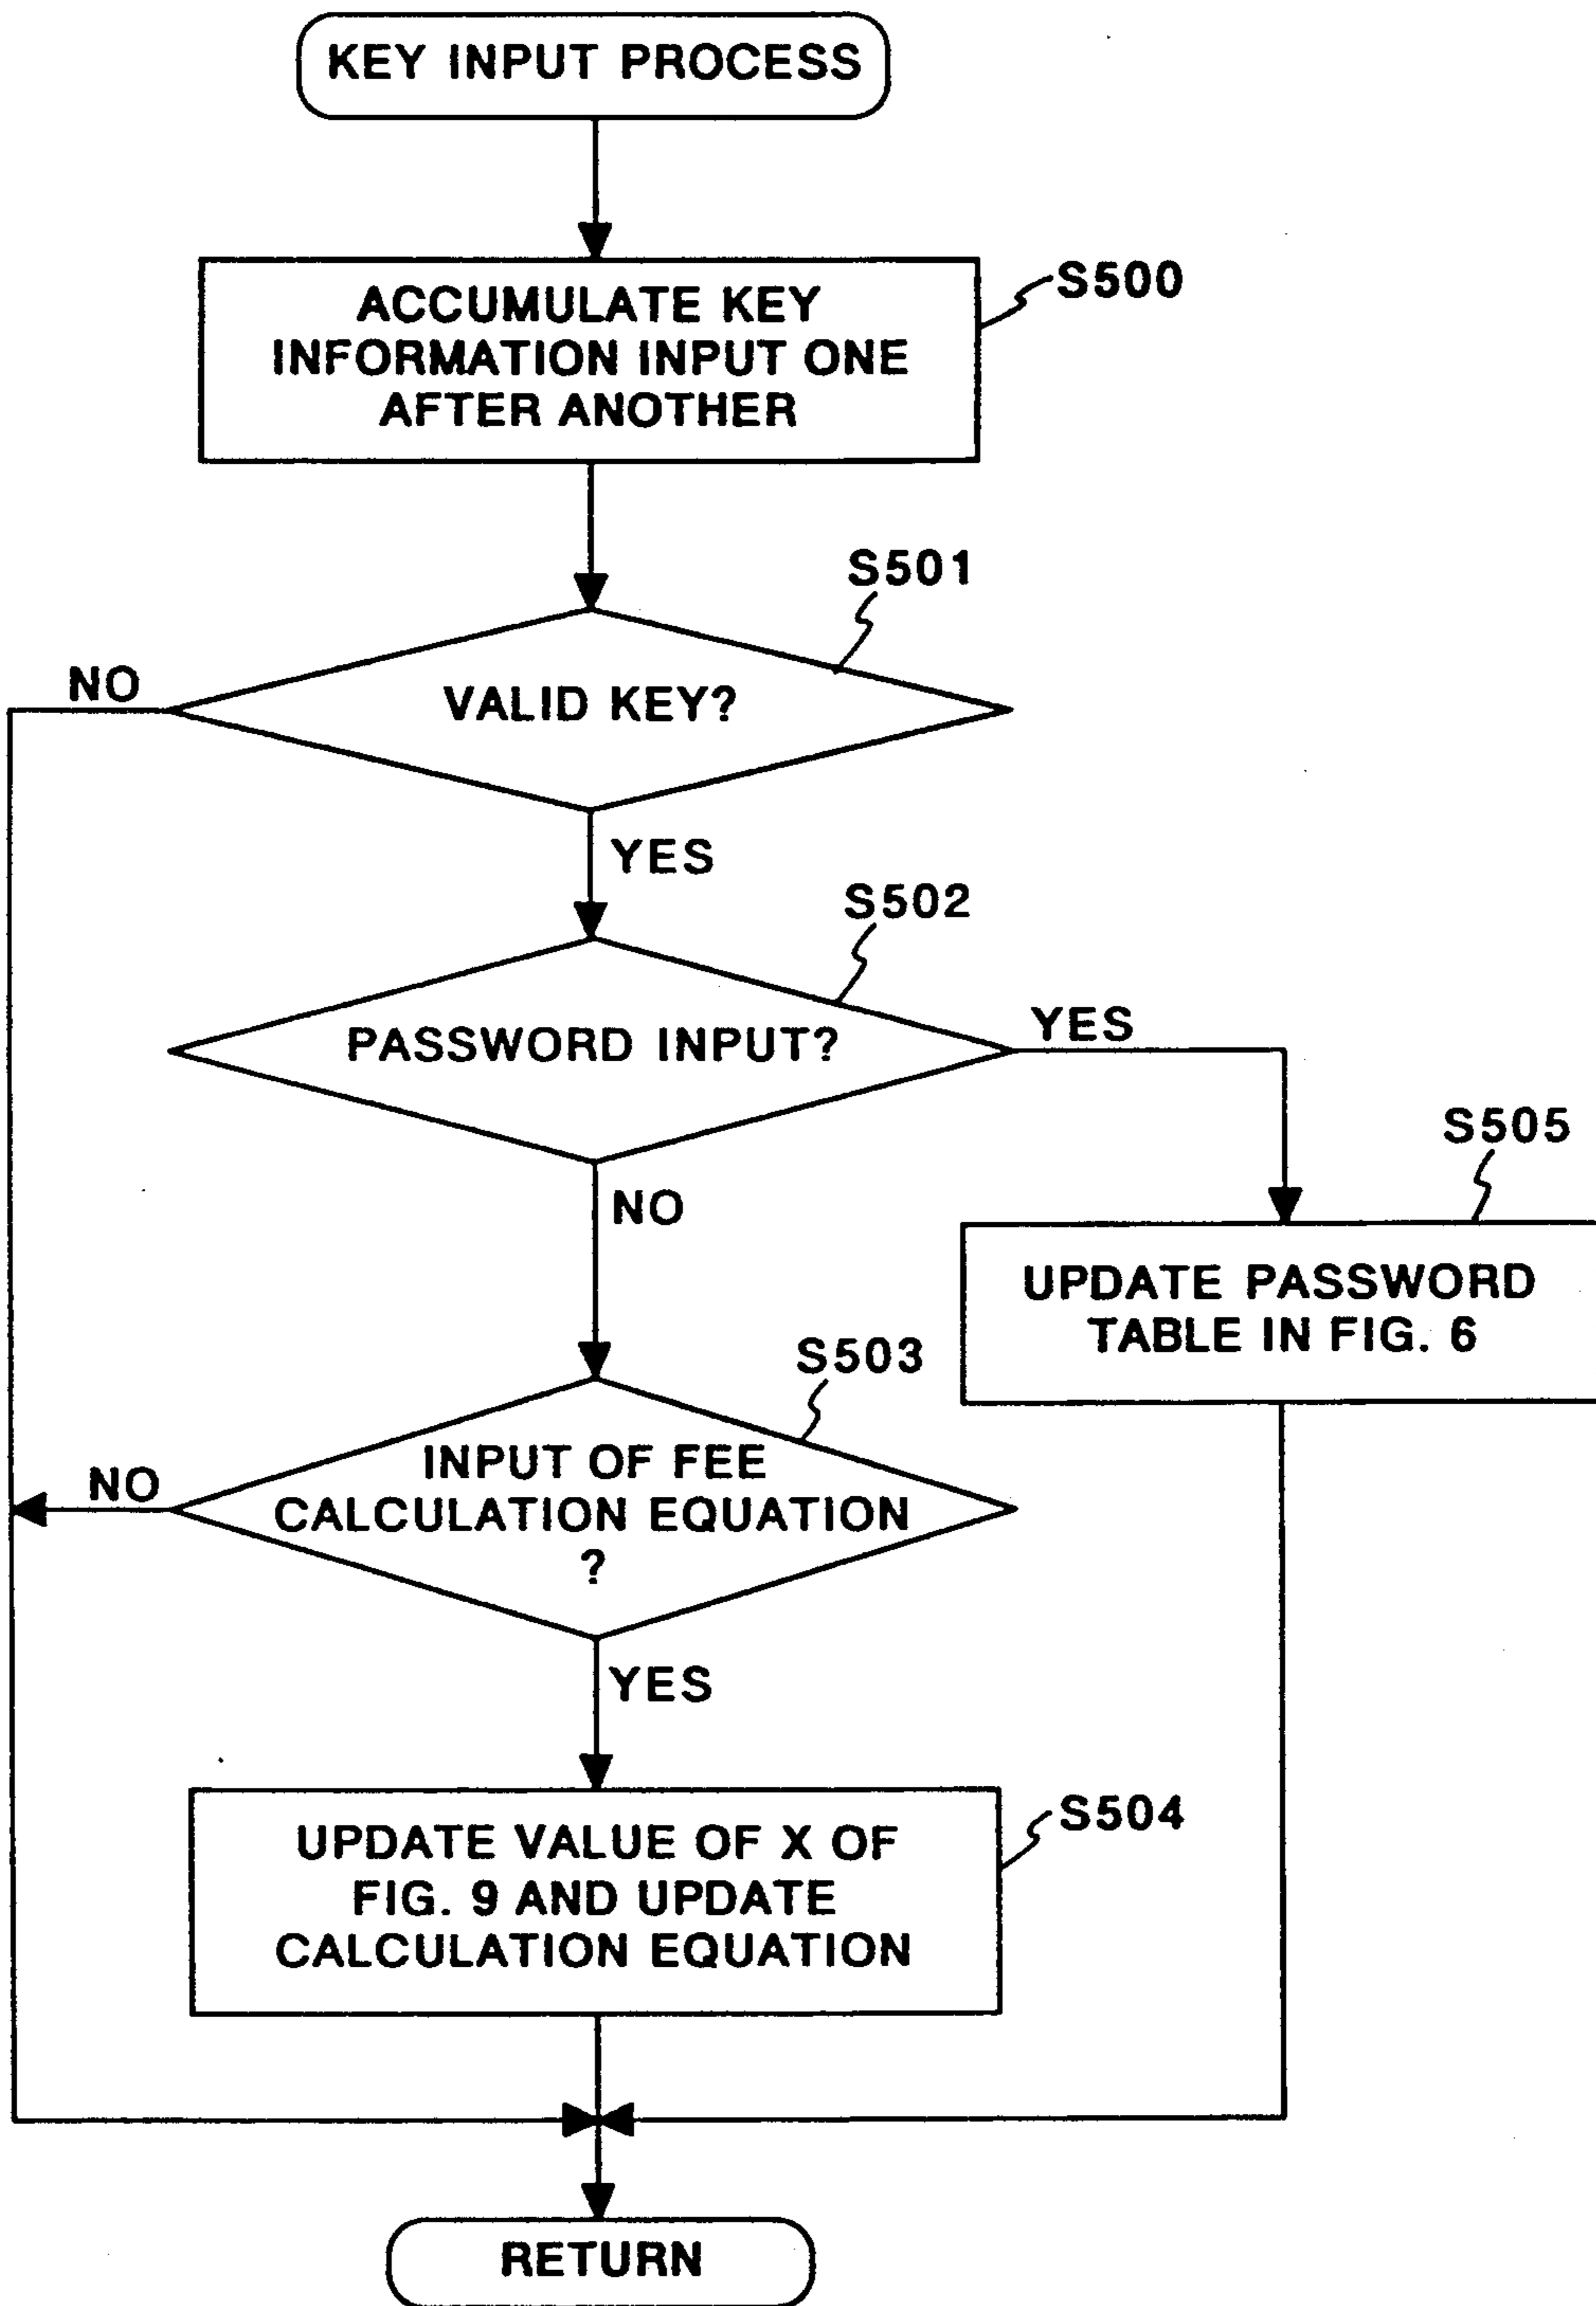 KEY INPUT PROCESS
S500
ACCUMULATE KEY
INFORMATION INPUT ONE
AFTER ANOTHER
S501
NO
VALID KEY?
YES
S502
PASSWORD INPUT?
YES
S505
NO
UPDATE PASSWORD
TABLE IN FIG. 6
S503
INPUT OF FEE
NO
CALCULATION EQUATION
?
YES
S504
UPDATE VALUE OF X OF
FIG. 9 AND UPDATE
CALCULATION EQUATION
RETURN